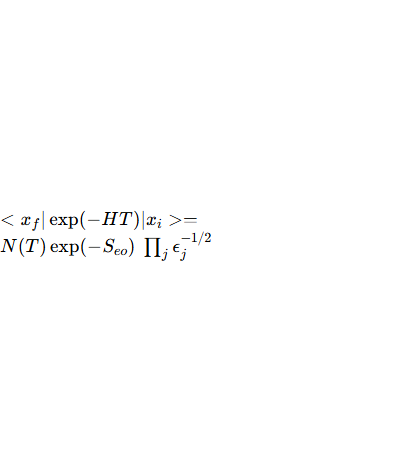 < x_f| exp(−HT)|x_i >=
N(T) exp(−S_{eo}) ∏_j ϵ_j^{−1/2}